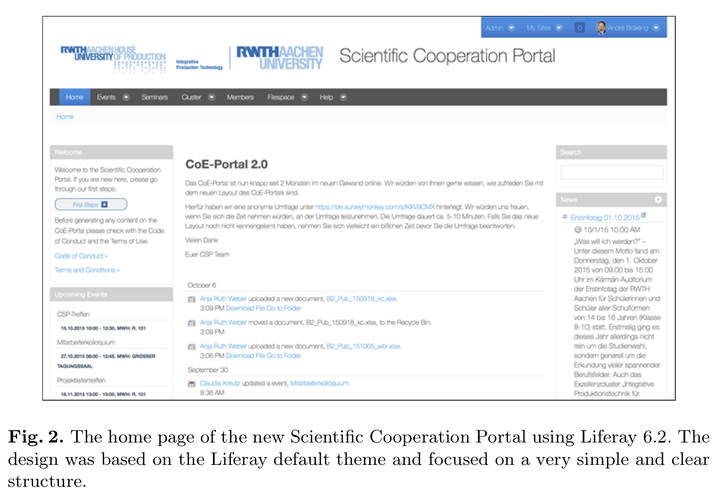 Admin My Sites 0 André Bräking
RWTHAACHEN HOUSE
UNIVERSITY OF PRODUCTION
Integrative
Production Technology
RWTHAACHEN
UNIVERSITY
Scientific Cooperation Portal
Home Events Seminars Cluster Members Filespace Help
Home
Welcome
Welcome to the Scientific Cooperation
Portal. If you are new here, please go
through our first steps.
First Steps
Before generating any content on the
CoE-Portal please check with the Code
of Conduct and the Terms of Use.
Code of Conduct »
Terms and Conditions »
Upcoming Events
CSP-Treffen
15.10.2015 10:00 - 12:30, MWH: R. 101
Mitarbeiterkolloquium
27.10.2015 09:00 - 13:45, MWH: GROSSER
TAGUNGSSAAL
Projektleitertreffen
18.11.2015 13:00 - 15:00, MWH: R. 101
CoE-Portal 2.0
Das CoE-Portal ist nun knapp seit 2 Monaten im neuen Gewand online. Wir würden von Ihnen gerne wissen, wie zufrieden Sie mit
dem neuen Layout des CoE-Portals sind.
Hierfür haben wir eine anonyme Umfrage unter hinterlegt. Wir würden uns freuen,
wenn Sie sich die Zeit nehmen würden, an der Umfrage teilzunehmen. Die Umfrage dauert ca. 5-10 Minuten. Falls Sie das neue
Layout noch nicht kennengelernt haben, nehmen Sie sich vielleicht ein bißchen Zeit bevor Sie die Umfrage beantworten.
Vielen Dank
Euer CSP Team
October 6
Anja Ruth Weber uploaded a new document, B2_Pub_150918_kc.xlsx.
3:09 PM Download File Go to Folder
Anja Ruth Weber moved a document, B2_Pub_150918_kc.xlsx, to the Recycle Bin.
3:09 PM
Anja Ruth Weber uploaded a new document, B2_Pub_151005_wbr.xlsx.
3:06 PM Download File Go to Folder
September 30
Claudia Kreutz updated a event, Mitarbeiterkolloquium.
8:36 AM
Search
News
Erstinfotag 01.10.2015
10/1/15 10:00 AM
„Was will ich werden?“ –
Unter diesem Motto fand am
Donnerstag, den 1. Oktober
2015 von 09.00 bis 15.00
Uhr im Kármán-Auditorium
der Erstinfotag der RWTH
Aachen für Schülerinnen und
Schüler aller Schulformen
von 14 bis 16 Jahren (Klasse
8-10) statt. Erstmalig ging es
dieses Jahr allerdings nicht
rein um die Studienwahl,
sondern generell um die
Erkundung vieler spannender
Berufsfelder. Auch das
Exzellenzcluster „Integrative
Produktionstechnik für
Fig. 2. The home page of the new Scientific Cooperation Portal using Liferay 6.2. The
design was based on the Liferay default theme and focused on a very simple and clear
structure.